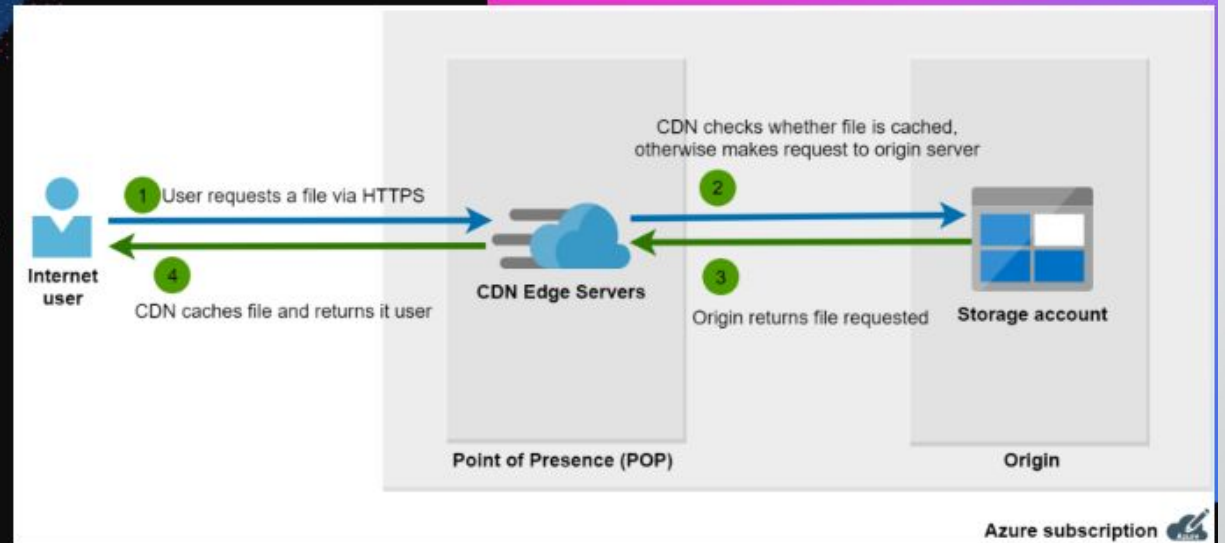 CDN checks whether file is cached,
otherwise makes request to origin server
1 User requests a file via HTTPS
2
Internet
user
4
CDN caches file and returns it user
CDN Edge Servers
3
Origin returns file requested
Storage account
Point of Presence (POP)
Origin
Azure subscription
Azure